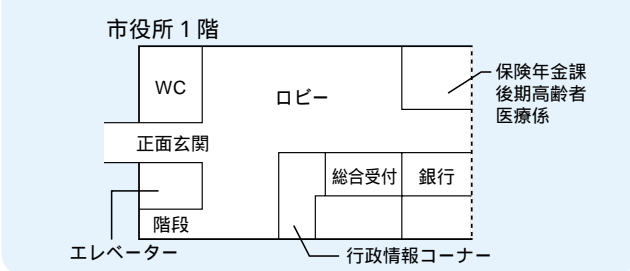 市役所1階
WC
ロビー
保険年金課
後期高齢者
医療係
正面玄関
総合受付
銀行
階段
エレベーター
行政情報コーナー